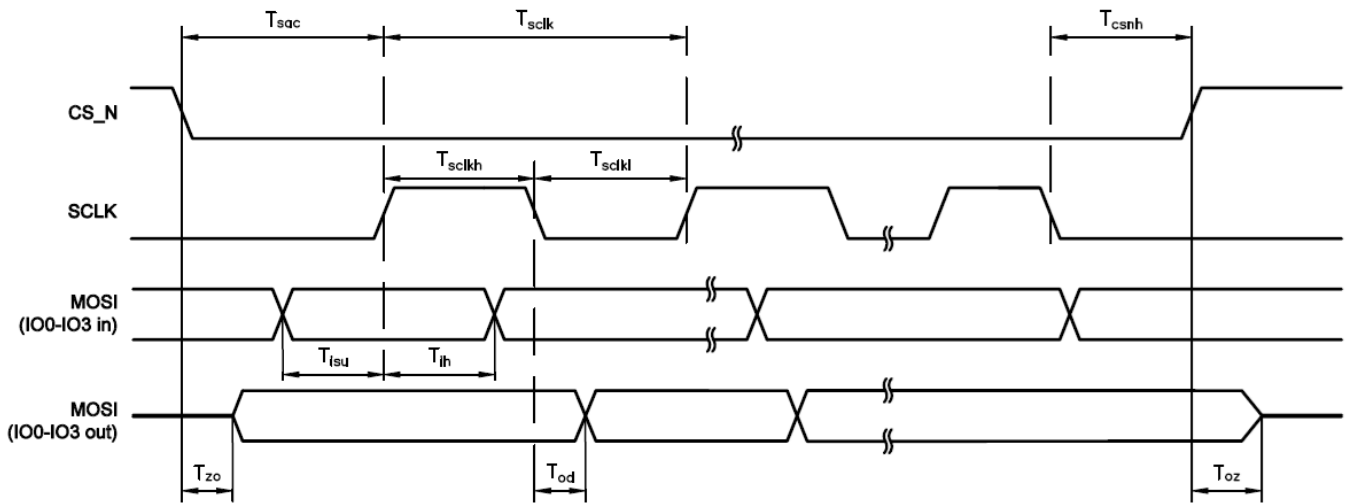 Tsqc Tsclk Tcsnh
CS_N
Tsclkh Tsclkl
SCLK
MOSI
(IO0-IO3 in)
Tisu Tih
MOSI
(IO0-IO3 out)
Tzo Tod Toz